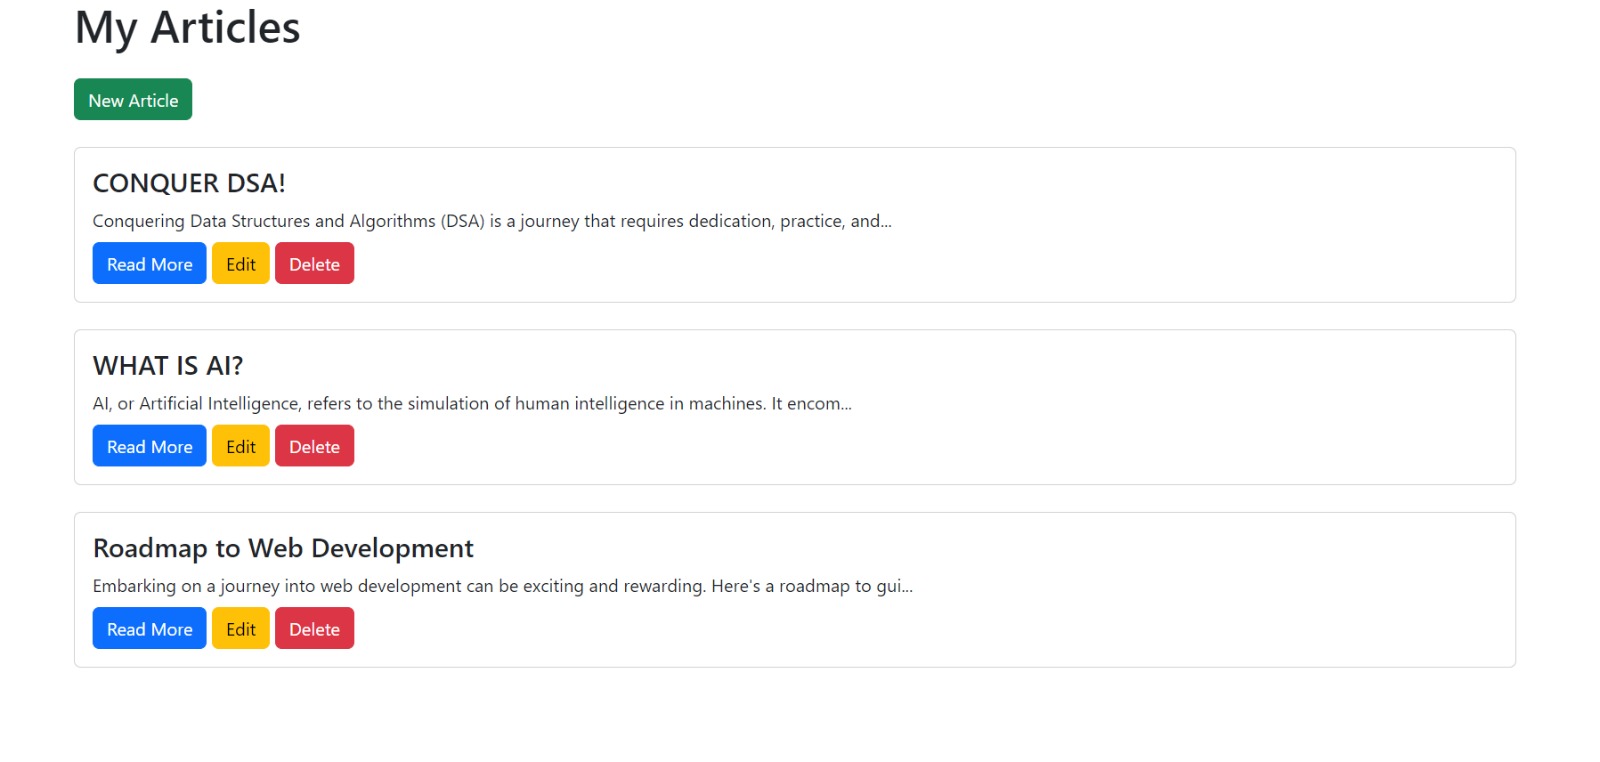 My Articles
New Article
CONQUER DSA!
Conquering Data Structures and Algorithms (DSA) is a journey that requires dedication, practice, and...
Read More Edit Delete
WHAT IS AI?
AI, or Artificial Intelligence, refers to the simulation of human intelligence in machines. It encom...
Read More Edit Delete
Roadmap to Web Development
Embarking on a journey into web development can be exciting and rewarding. Here's a roadmap to gui...
Read More Edit Delete